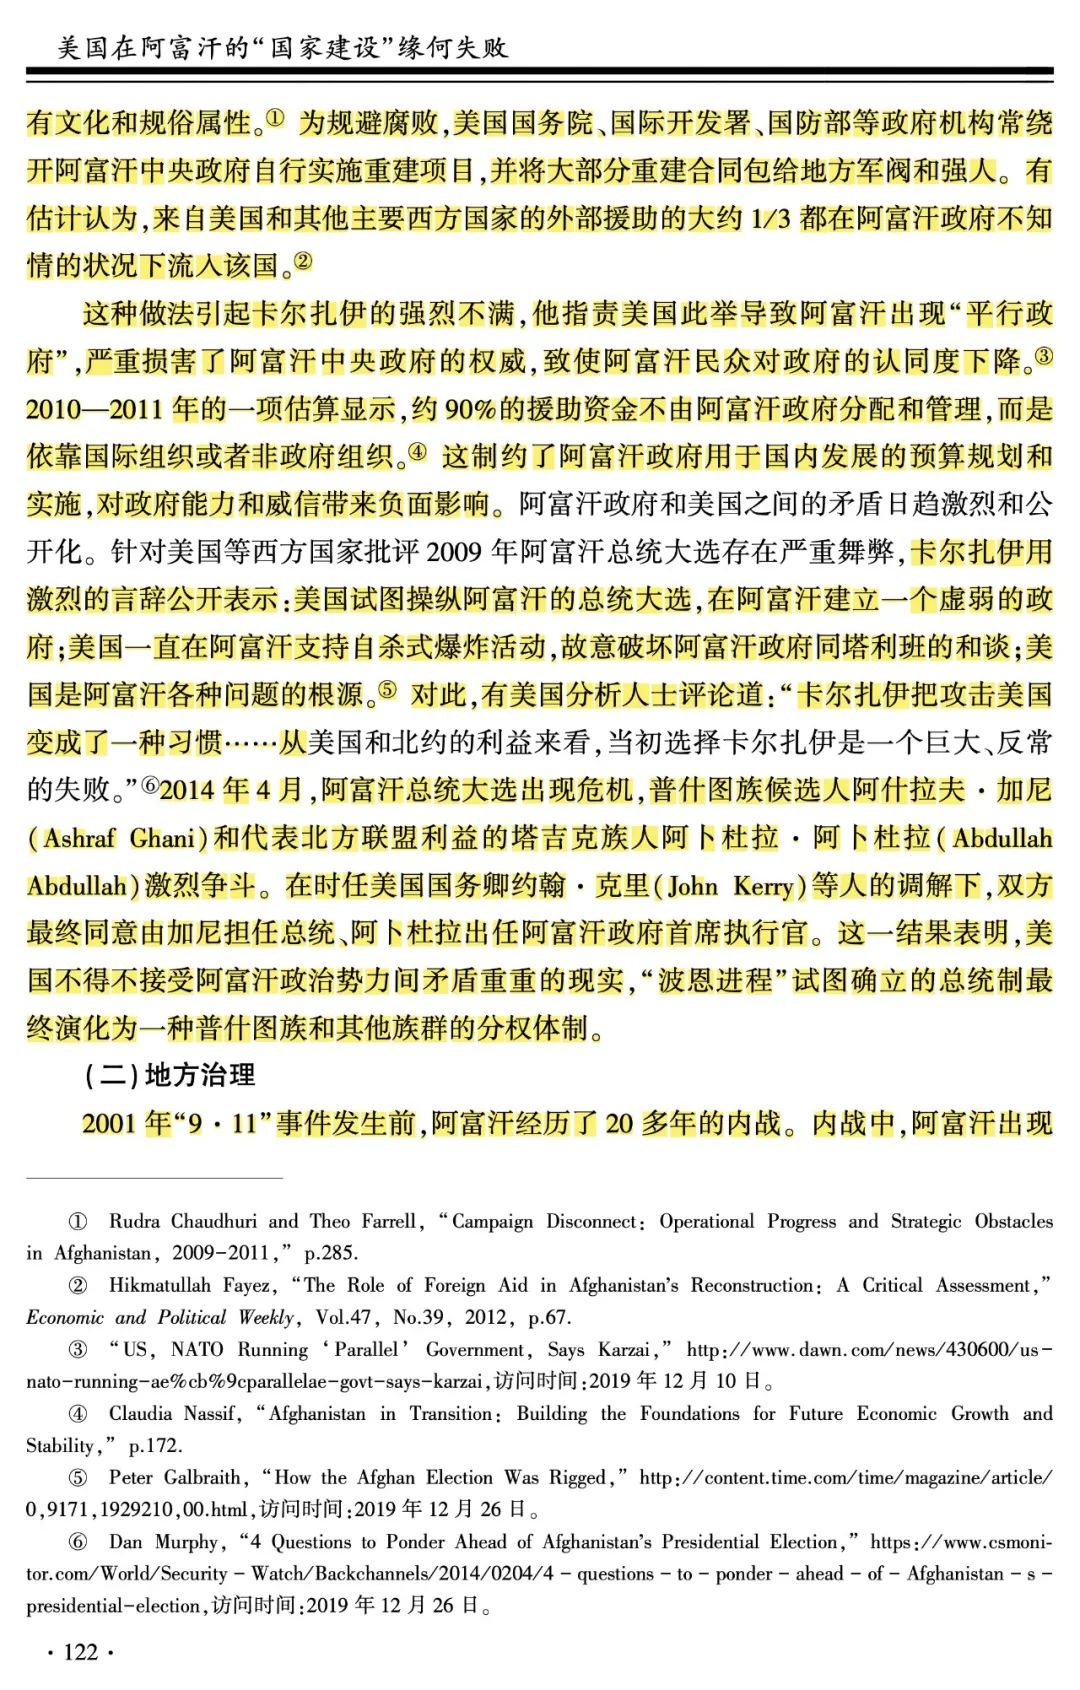 美国在阿富汗的“国家建设”缘何失败
有文化和规俗属性。① 为规避腐败,美国国务院、国际开发署、国防部等政府机构常绕
开阿富汗中央政府自行实施重建项目,并将大部分重建合同包给地方军阀和强人。有
估计认为,来自美国和其他主要西方国家的外部援助的大约 1/3 都在阿富汗政府不知
情的状况下流入该国。②
这种做法引起卡尔扎伊的强烈不满,他指责美国此举导致阿富汗出现“平行政
府”,严重损害了阿富汗中央政府的权威,致使阿富汗民众对政府的认同度下降。③
2010—2011 年的一项估算显示,约 90%的援助资金不由阿富汗政府分配和管理,而是
依靠国际组织或者非政府组织。④ 这制约了阿富汗政府用于国内发展的预算规划和
实施,对政府能力和威信带来负面影响。阿富汗政府和美国之间的矛盾日趋激烈和公
开化。针对美国等西方国家批评 2009 年阿富汗总统大选存在严重舞弊,卡尔扎伊用
激烈的言辞公开表示:美国试图操纵阿富汗的总统大选,在阿富汗建立一个虚弱的政
府;美国一直在阿富汗支持自杀式爆炸活动,故意破坏阿富汗政府同塔利班的和谈;美
国是阿富汗各种问题的根源。⑤ 对此,有美国分析人士评论道:“卡尔扎伊把攻击美国
变成了一种习惯……从美国和北约的利益来看,当初选择卡尔扎伊是一个巨大、反常
的失败。”⑥2014 年 4 月,阿富汗总统大选出现危机,普什图族候选人阿什拉夫·加尼
(Ashraf Ghani)和代表北方联盟利益的塔吉克族人阿卜杜拉·阿卜杜拉(Abdullah
Abdullah)激烈争斗。在时任美国国务卿约翰·克里(John Kerry)等人的调解下,双方
最终同意由加尼担任总统、阿卜杜拉出任阿富汗政府首席执行官。这一结果表明,美
国不得不接受阿富汗政治势力间矛盾重重的现实,“波恩进程”试图确立的总统制最
终演化为一种普什图族和其他族群的分权体制。
(二)地方治理
2001 年“9·11”事件发生前,阿富汗经历了 20 多年的内战。内战中,阿富汗出现
① Rudra Chaudhuri and Theo Farrell, “Campaign Disconnect: Operational Progress and Strategic Obstacles
in Afghanistan, 2009-2011,” p.285.
② Hikmatullah Fayez, “The Role of Foreign Aid in Afghanistan’s Reconstruction: A Critical Assessment,”
Economic and Political Weekly, Vol.47, No.39, 2012, p.67.
③ “US, NATO Running ‘Parallel’ Government, Says Karzai,” http://www.dawn.com/news/430600/us-
nato-running-ae%cb%9cparallelae-govt-says-karzai,访问时间:2019 年 12 月 10 日。
④ Claudia Nassif, “Afghanistan in Transition: Building the Foundations for Future Economic Growth and
Stability,” p.172.
⑤ Peter Galbraith, “How the Afghan Election Was Rigged,” http://content.time.com/time/magazine/article/
0,9171,1929210,00.html,访问时间:2019 年 12 月 26 日。
⑥ Dan Murphy, “4 Questions to Ponder Ahead of Afghanistan’s Presidential Election,” https://www.csmoni-
tor.com/World/Security-Watch/Backchannels/2014/0204/4-questions-to-ponder-ahead-of-Afghanistan-s-
presidential-election,访问时间:2019 年 12 月 26 日。
·122·